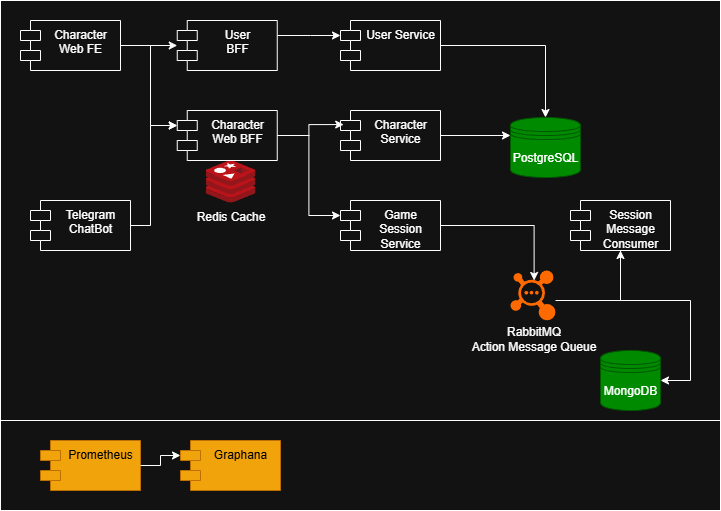 Character
Web FE
User
BFF
User Service
Character
Web BFF
Character
Service
PostgreSQL
Redis Cache
Telegram
ChatBot
Game
Session
Service
Session
Message
Consumer
RabbitMQ
Action Message Queue
MongoDB
Prometheus
Graphana